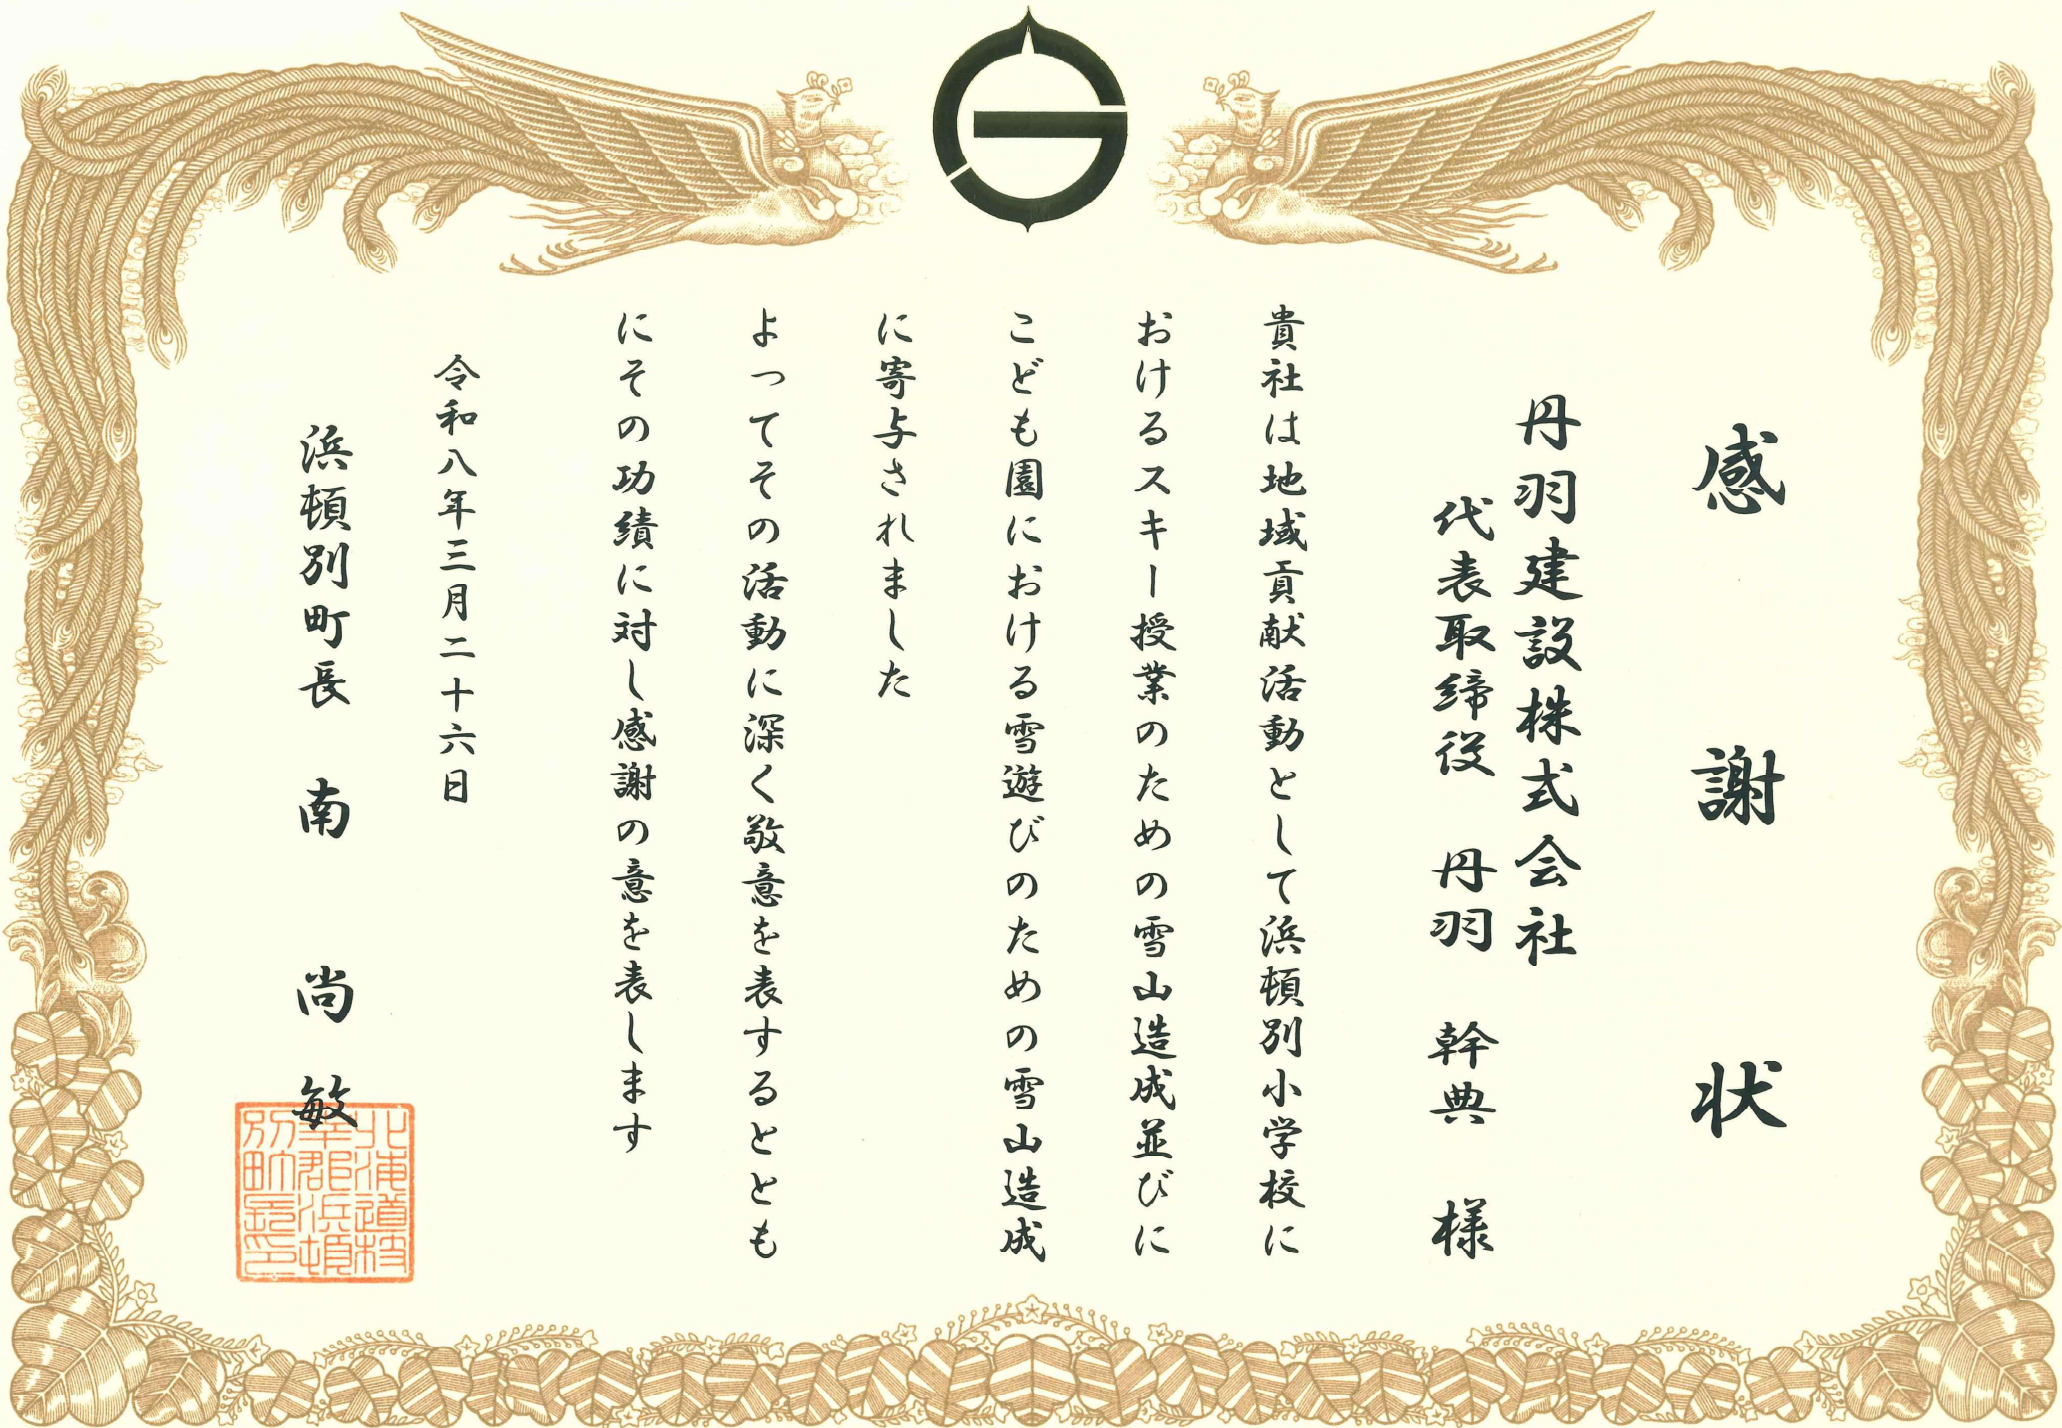 感謝状
丹羽建設株式会社
代表取締役 丹羽 幹典 様
貴社は地域貢献活動として浜頓別小学校に
おけるスキー授業のための雪山造成並びに
こども園における雪遊びのための雪山造成
に寄与されました
よってその活動に深く敬意を表するととも
にその功績に対し感謝の意を表します
令和八年三月二十六日
浜頓別町長 南 尚敏
北海道枝
幸郡浜頓
別町長印